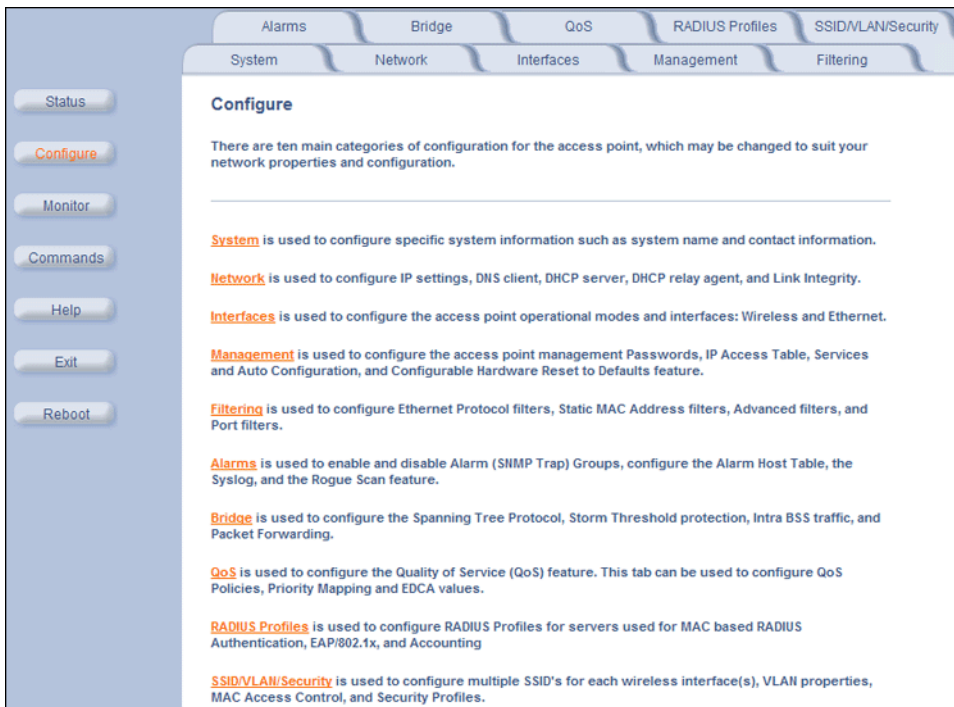 Alarms Bridge QoS RADIUS Profiles SSID/VLAN/Security
System Network Interfaces Management Filtering
Status
Configure
Monitor
Commands
Help
Exit
Reboot
Configure
There are ten main categories of configuration for the access point, which may be changed to suit your
network properties and configuration.
System is used to configure specific system information such as system name and contact information.
Network is used to configure IP settings, DNS client, DHCP server, DHCP relay agent, and Link Integrity.
Interfaces is used to configure the access point operational modes and interfaces: Wireless and Ethernet.
Management is used to configure the access point management Passwords, IP Access Table, Services
and Auto Configuration, and Configurable Hardware Reset to Defaults feature.
Filtering is used to configure Ethernet Protocol filters, Static MAC Address filters, Advanced filters, and
Port filters.
Alarms is used to enable and disable Alarm (SNMP Trap) Groups, configure the Alarm Host Table, the
Syslog, and the Rogue Scan feature.
Bridge is used to configure the Spanning Tree Protocol, Storm Threshold protection, Intra BSS traffic, and
Packet Forwarding.
QoS is used to configure the Quality of Service (QoS) feature. This tab can be used to configure QoS
Policies, Priority Mapping and EDCA values.
RADIUS Profiles is used to configure RADIUS Profiles for servers used for MAC based RADIUS
Authentication, EAP/802.1x, and Accounting
SSID/VLAN/Security is used to configure multiple SSID's for each wireless interface(s), VLAN properties,
MAC Access Control, and Security Profiles.